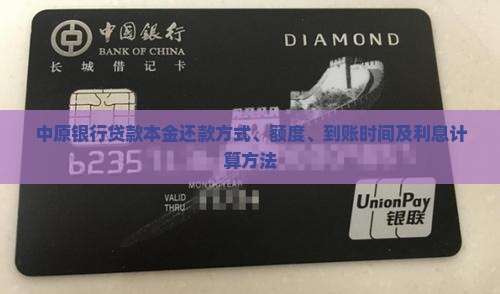 中国银行
BANK OF CHINA
长城借记卡
DIAMOND
中原银行贷款本金还款方式、额度、到账时间及利息计
算方法
6235
MONTH/YEAR
VALID
THRU
UnionPay
银联